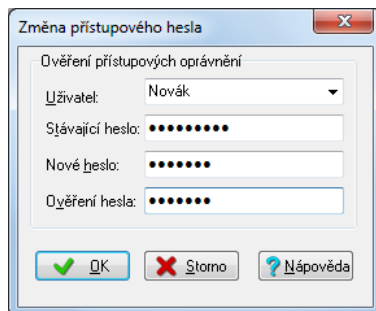 Změna přístupového hesla
Ověření přístupových oprávnění
Uživatel: Novák
Stávající heslo: ●●●●●●●●●
Nové heslo: ●●●●●●●
Ověření hesla: ●●●●●●●
OK Storno Nápověda